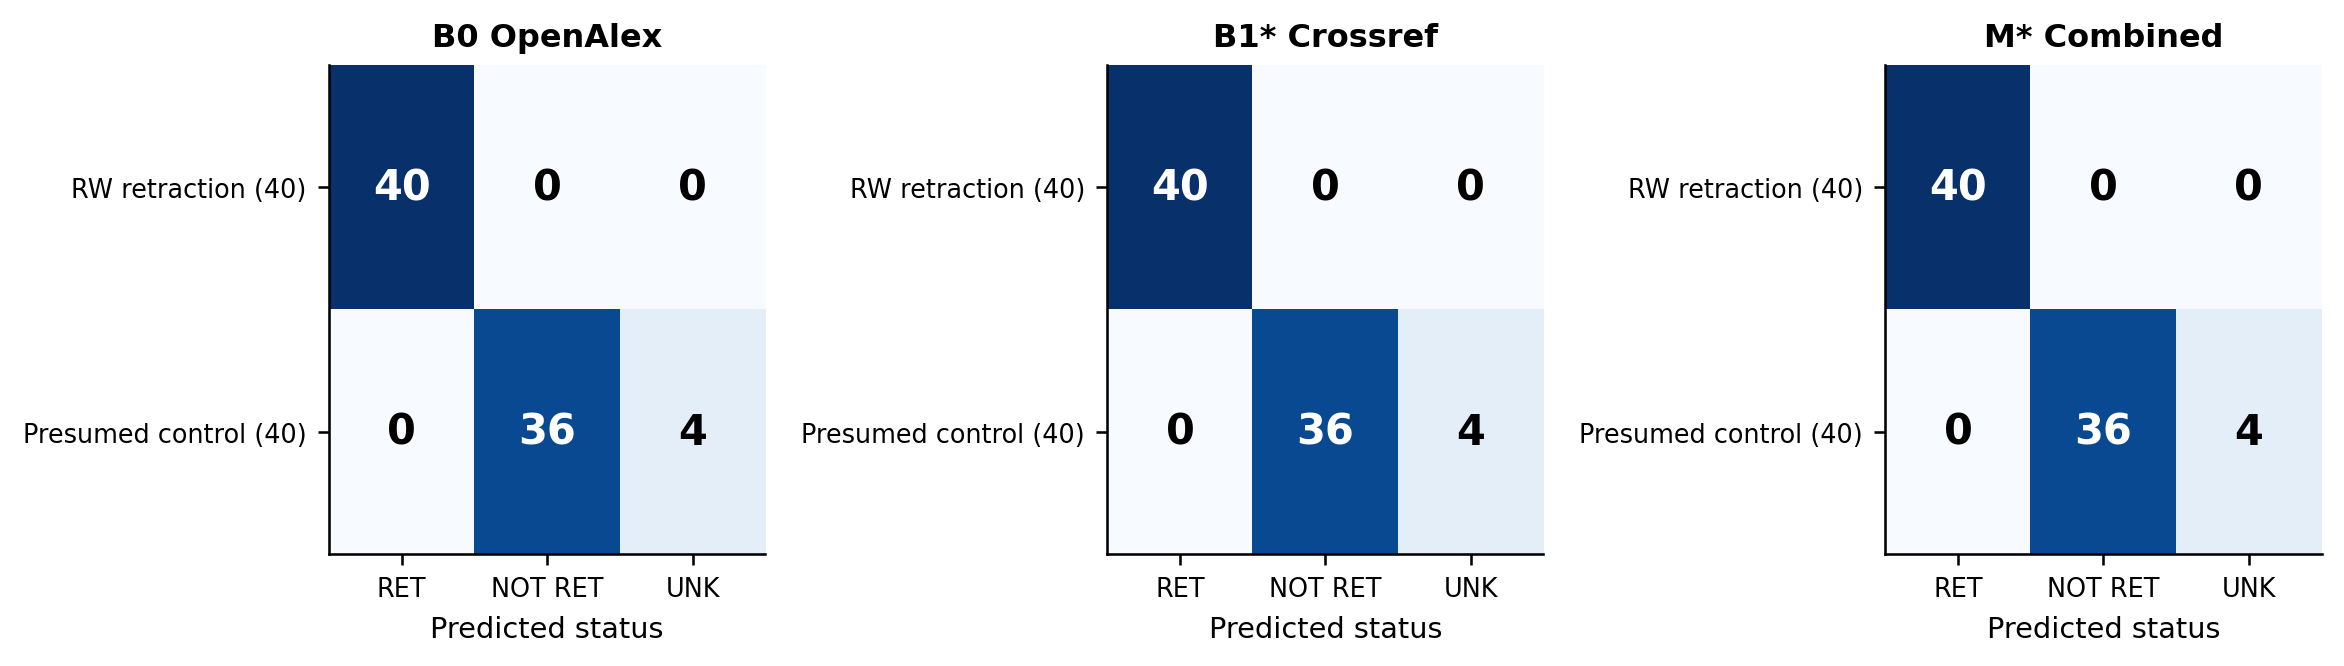 B0 OpenAlex
RW retraction (40)
40 0 0
Presumed control (40)
0 36 4
RET NOT RET UNK
Predicted status
B1* Crossref
RW retraction (40)
40 0 0
Presumed control (40)
0 36 4
RET NOT RET UNK
Predicted status
M* Combined
RW retraction (40)
40 0 0
Presumed control (40)
0 36 4
RET NOT RET UNK
Predicted status